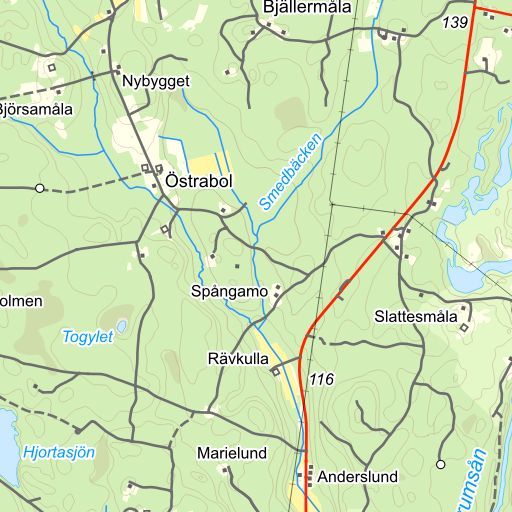 Bjällermåla
139
Nybygget
Björsamåla
Smedbäcken
Östrabol
Spångamo
olmen
Slattesmåla
Togylet
Rävkulla
116
Hjortasjön
Marielund
Anderslund
rumsån